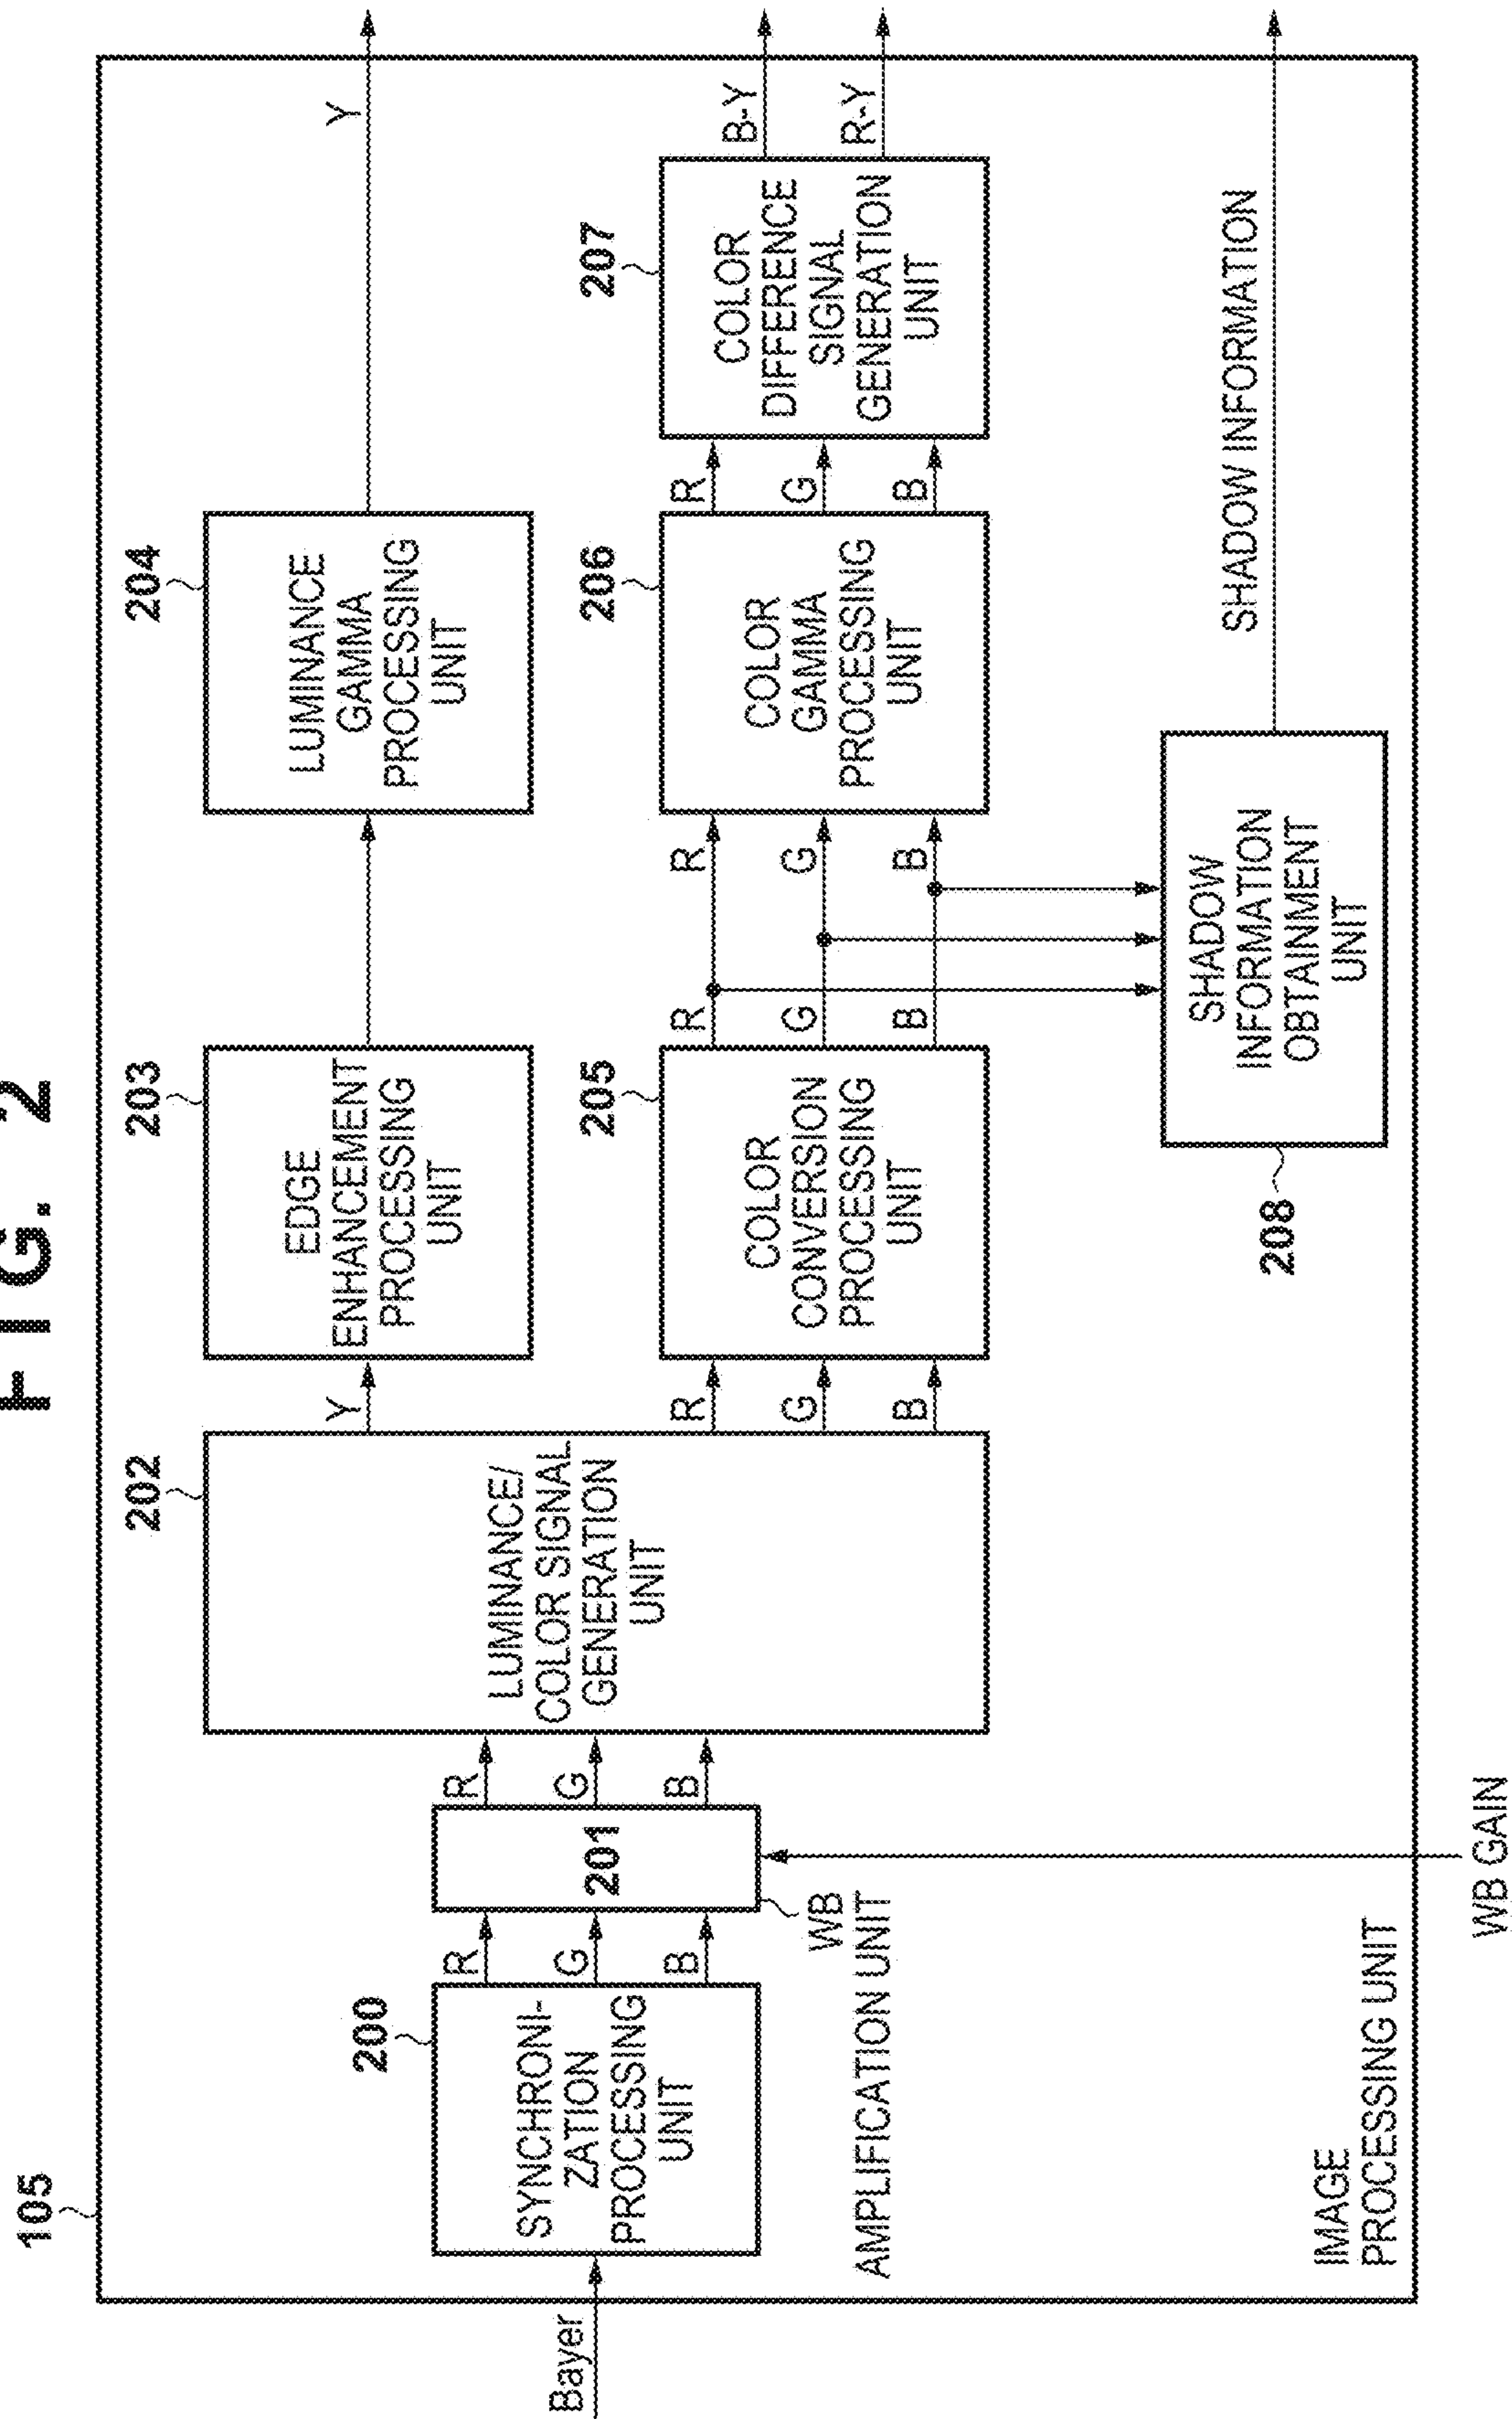 FIG. 2
105
Bayer
200
SYNCHRONI-
ZATION
PROCESSING
UNIT
R
G
B
201
WB
AMPLIFICATION UNIT
WB GAIN
R
G
B
202
LUMINANCE/
COLOR SIGNAL
GENERATION
UNIT
Y
R
G
B
203
EDGE
ENHANCEMENT
PROCESSING
UNIT
204
LUMINANCE
GAMMA
PROCESSING
UNIT
Y
205
COLOR
CONVERSION
PROCESSING
UNIT
R
G
B
R
G
B
206
COLOR
GAMMA
PROCESSING
UNIT
R
G
B
207
COLOR
DIFFERENCE
SIGNAL
GENERATION
UNIT
B-Y
R-Y
208
SHADOW
INFORMATION
OBTAINMENT
UNIT
SHADOW INFORMATION
IMAGE
PROCESSING UNIT